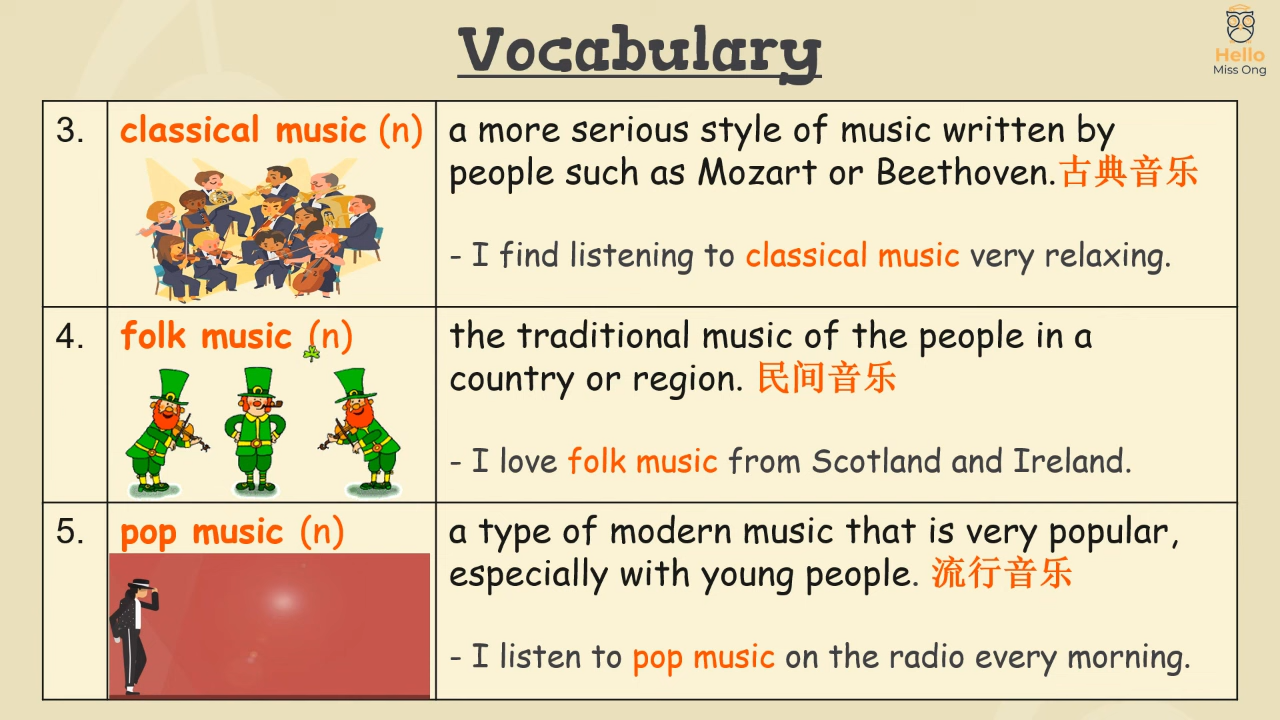 Vocabulary
Hello
Miss Ong
3.
classical music (n)
a more serious style of music written by
people such as Mozart or Beethoven.古典音乐
- I find listening to classical music very relaxing.
4.
folk music (n)
the traditional music of the people in a
country or region. 民间音乐
- I love folk music from Scotland and Ireland.
5.
pop music (n)
a type of modern music that is very popular,
especially with young people. 流行音乐
- I listen to pop music on the radio every morning.